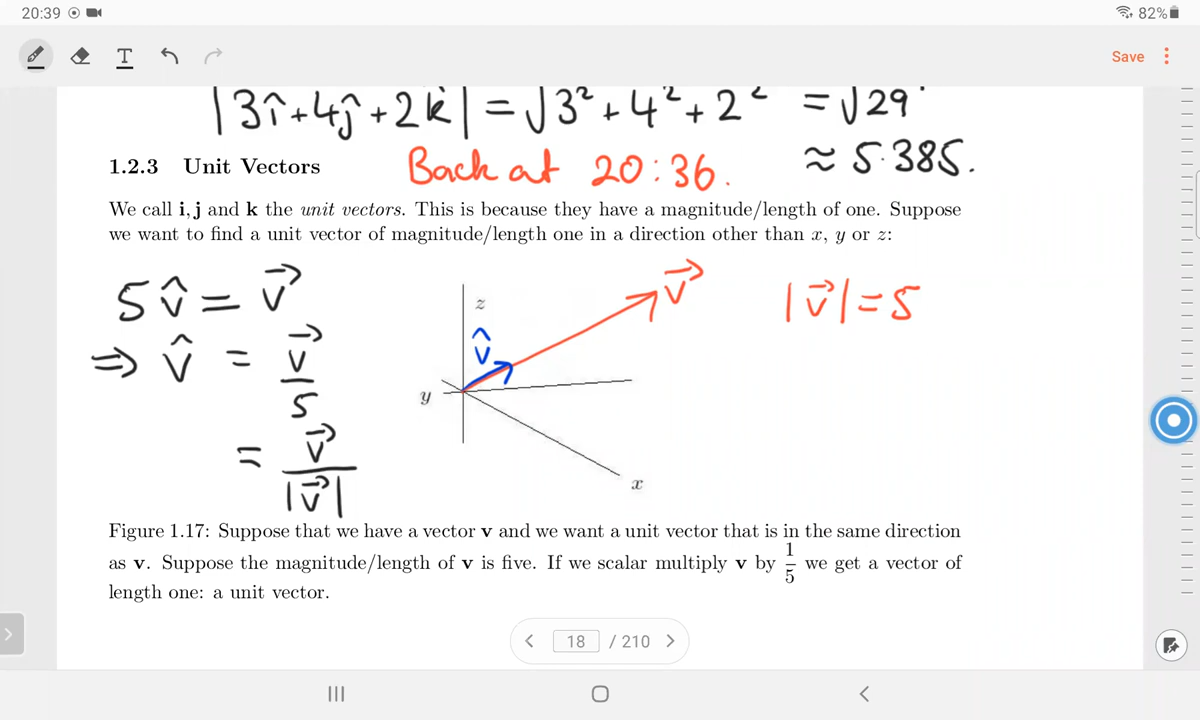 20:39
82%
T
Save
|3î+4ĵ+2k̂| = √3²+4²+2² = √29
≈ 5.385.
1.2.3 Unit Vectors
Back at 20:36.
We call i, j and k the unit vectors. This is because they have a magnitude/length of one. Suppose
we want to find a unit vector of magnitude/length one in a direction other than x, y or z:
5v̂ = v⃗
⇒ v̂ = v⃗/5
= v⃗/|v⃗|
z
v̂
v⃗
|v⃗|=5
y
x
Figure 1.17: Suppose that we have a vector v and we want a unit vector that is in the same direction
as v. Suppose the magnitude/length of v is five. If we scalar multiply v by 1/5 we get a vector of
length one: a unit vector.
18 / 210